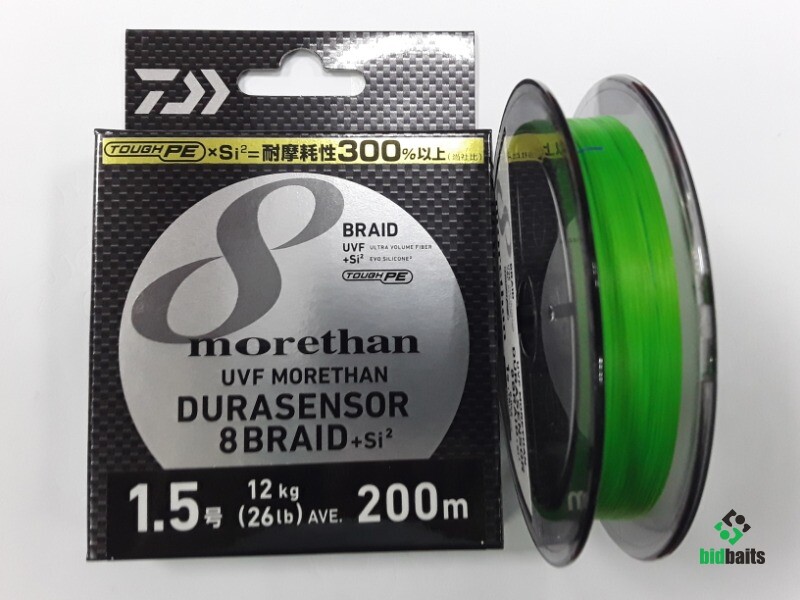 TOUGH PE ×Si²=耐摩耗性300%以上(当社比)
8
BRAID
UVF ULTRA VOLUME FIBER
+Si² EVO SILICONE²
TOUGH PE
morethan
UVF MORETHAN
DURASENSOR
8BRAID+Si²
1.5号 12kg (26lb) AVE. 200m
bidbaits